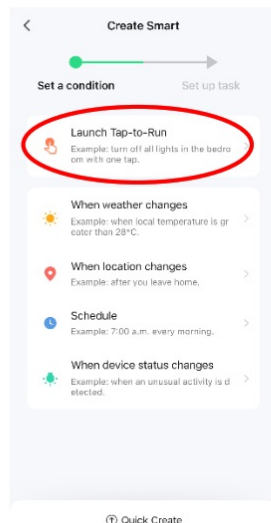 Create Smart
Set a condition
Set up task
Launch Tap-to-Run
Example: turn off all lights in the bedro
om with one tap.
When weather changes
Example: when local temperature is gr
eater than 28°C.
When location changes
Example: after you leave home.
Schedule
Example: 7:00 a.m. every morning.
When device status changes
Example: when an unusual activity is d
etected.
Quick Create